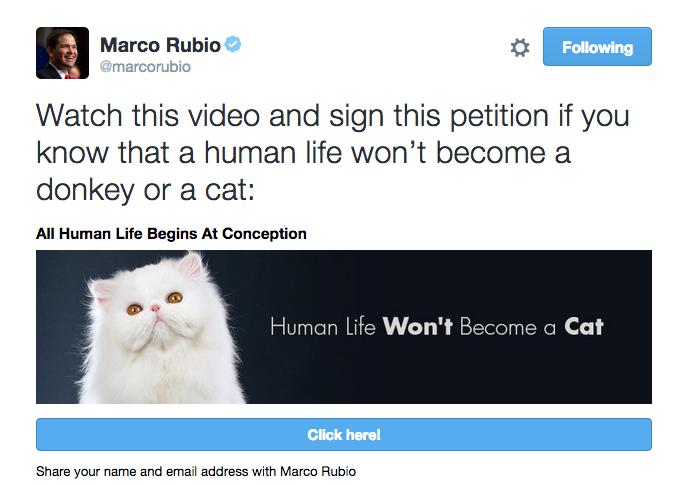 Marco Rubio
@marcorubio
Following
Watch this video and sign this petition if you
know that a human life won’t become a
donkey or a cat:
All Human Life Begins At Conception
Human Life Won't Become a Cat
Click here!
Share your name and email address with Marco Rubio